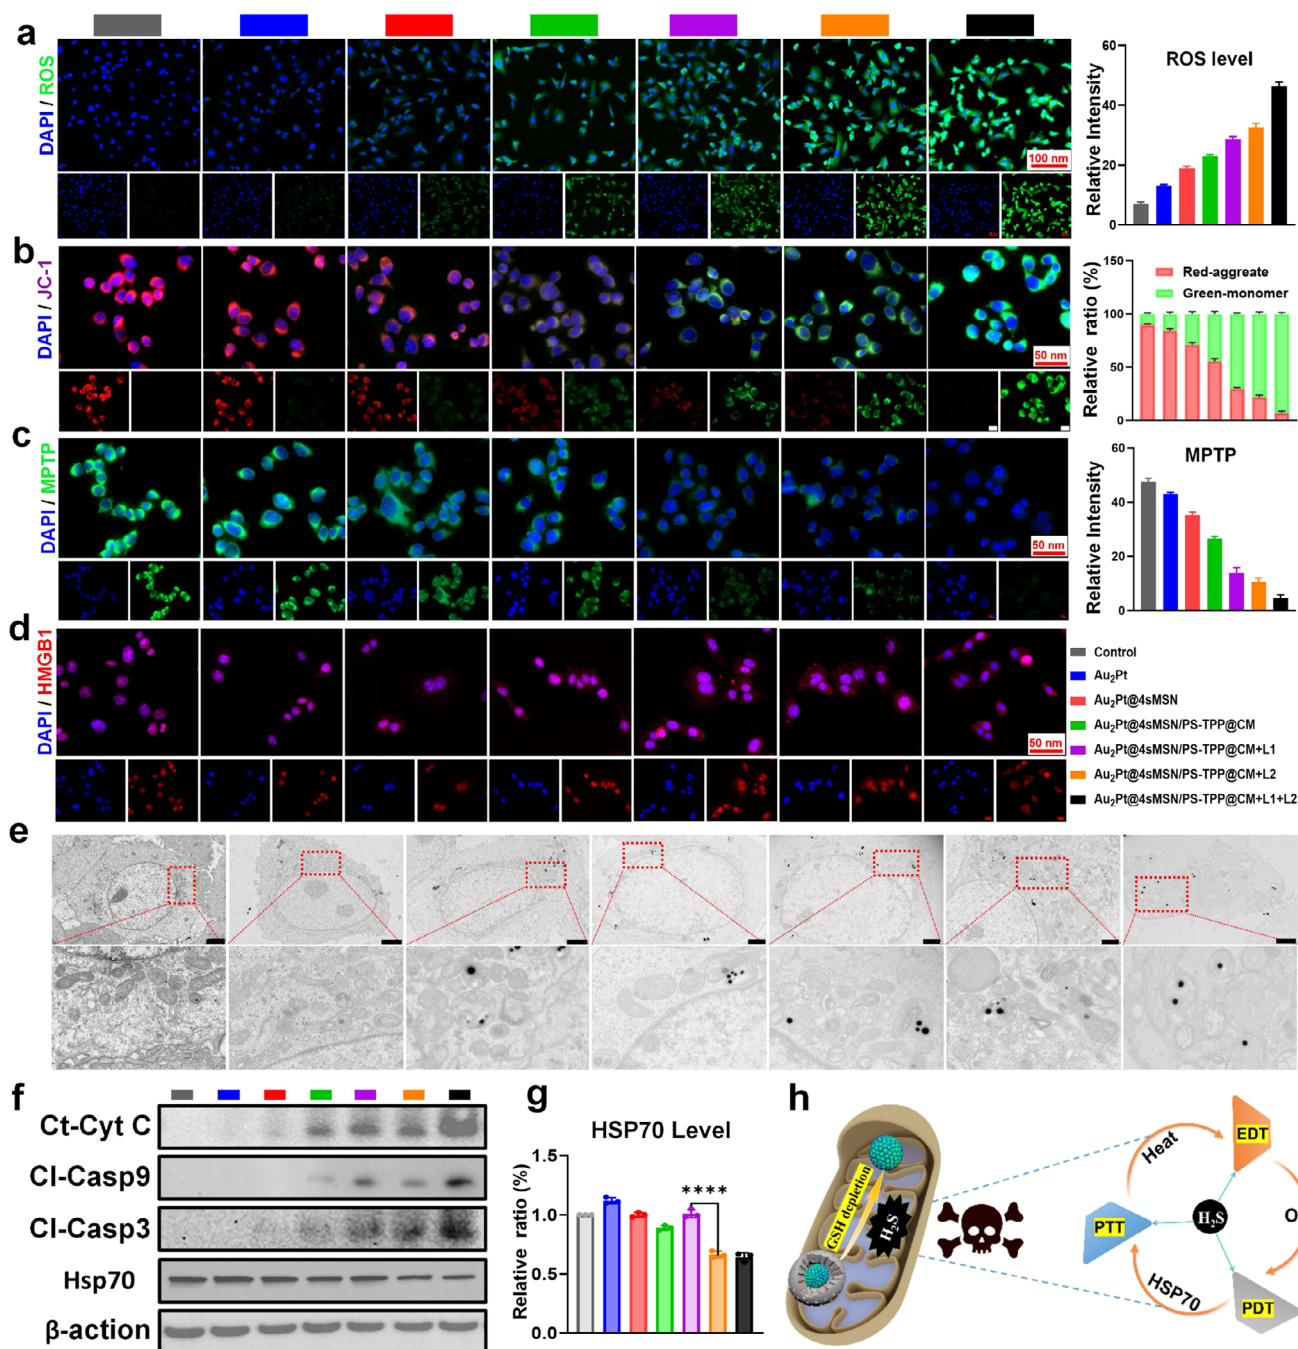 a
DAPI / ROS
100 nm
ROS level
Relative Intensity
60
40
20
0
b
DAPI / JC-1
50 nm
Relative ratio (%)
150
100
50
0
Red-aggreate
Green-monomer
c
DAPI / MPTP
50 nm
MPTP
Relative Intensity
60
40
20
0
d
DAPI / HMGB1
50 nm
Control
Au₂Pt
Au₂Pt@4sMSN
Au₂Pt@4sMSN/PS-TPP@CM
Au₂Pt@4sMSN/PS-TPP@CM+L1
Au₂Pt@4sMSN/PS-TPP@CM+L2
Au₂Pt@4sMSN/PS-TPP@CM+L1+L2
e
f
Ct-Cyt C
Cl-Casp9
Cl-Casp3
Hsp70
β-action
g
HSP70 Level
Relative ratio (%)
1.5
1.0
0.5
0.0
****
h
GSH depletion
H₂S
Heat
EDT
PTT
H₂S
O
HSP70
PDT